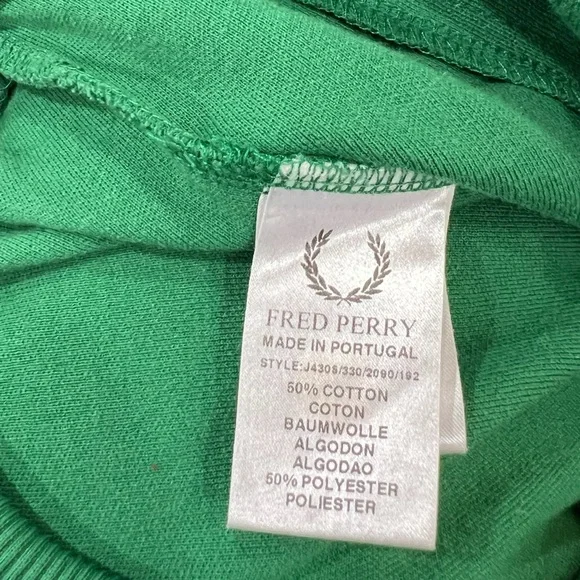 FRED PERRY
MADE IN PORTUGAL
STYLE:J4308/330/2090/192
50% COTTON
COTON
BAUMWOLLE
ALGODON
ALGODAO
50% POLYESTER
POLIESTER